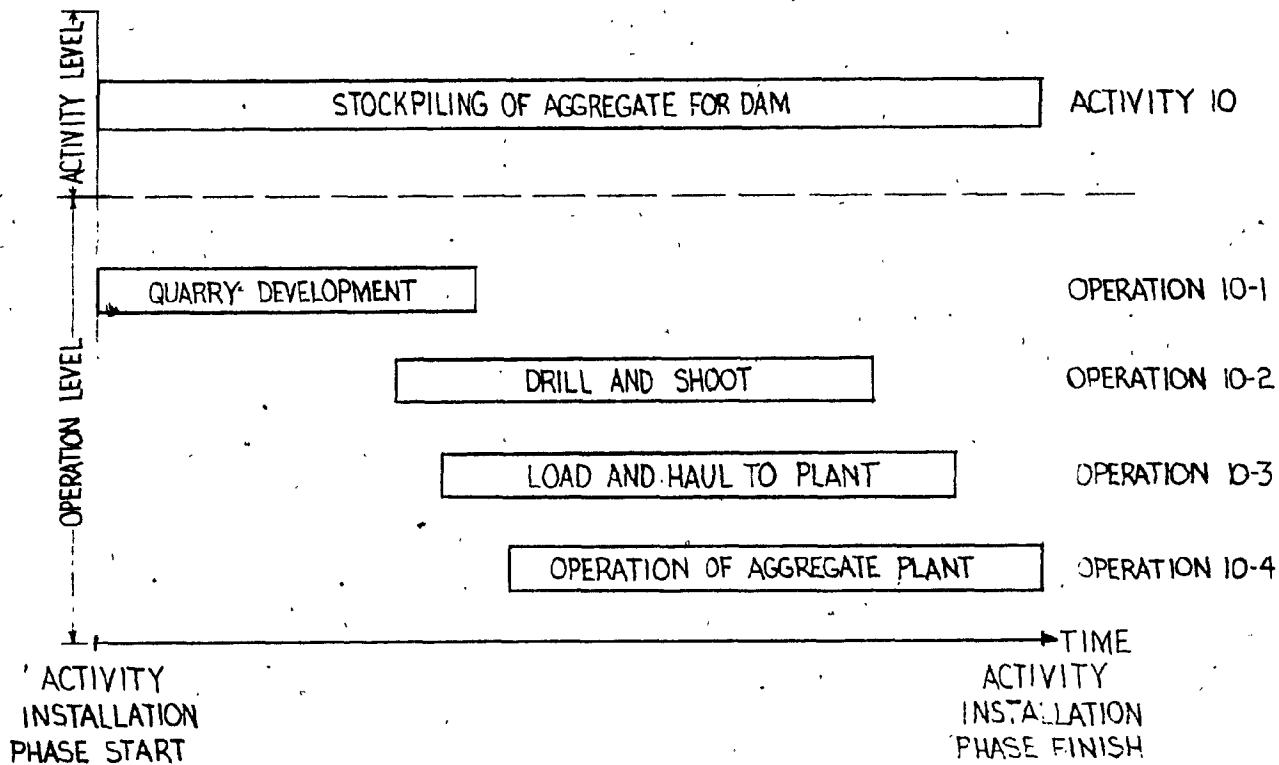 ACTIVITY LEVEL
STOCKPILING OF AGGREGATE FOR DAM
ACTIVITY 10
OPERATION LEVEL
QUARRY DEVELOPMENT
OPERATION 10-1
DRILL AND SHOOT
OPERATION 10-2
LOAD AND HAUL TO PLANT
OPERATION 10-3
OPERATION OF AGGREGATE PLANT
OPERATION 10-4
TIME
ACTIVITY
INSTALLATION
PHASE START
ACTIVITY
INSTALLATION
PHASE FINISH